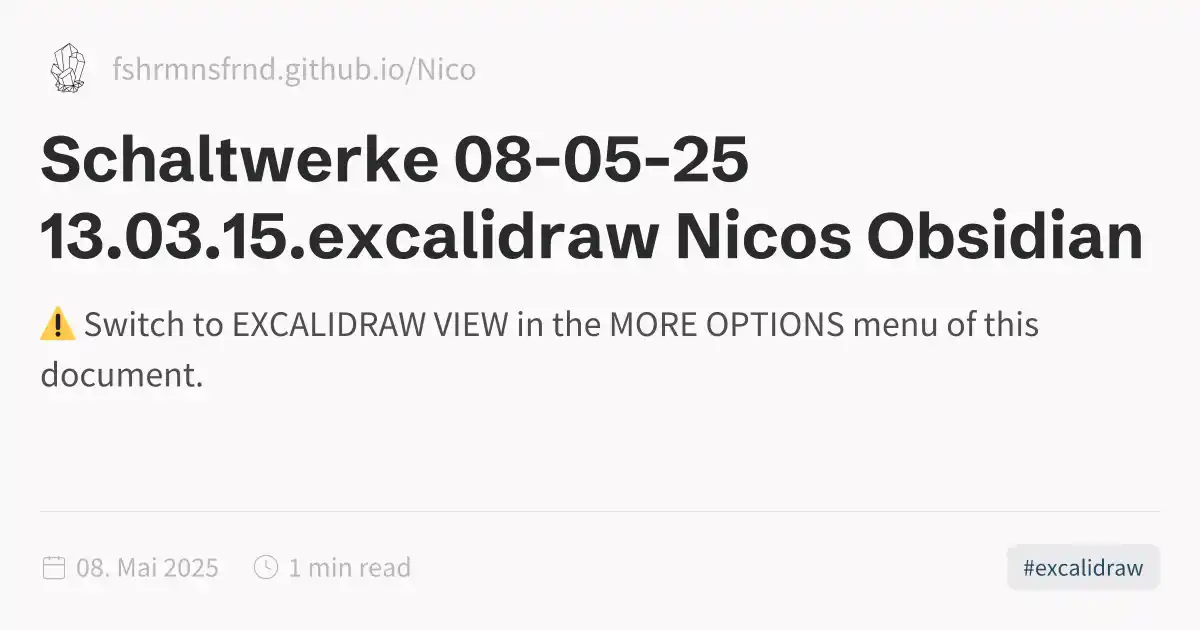 fshrmnsfrnd.github.io/Nico
Schaltwerke 08-05-25
13.03.15.excalidraw Nicos Obsidian
⚠️ Switch to EXCALIDRAW VIEW in the MORE OPTIONS menu of this
document.
08. Mai 2025
1 min read
#excalidraw